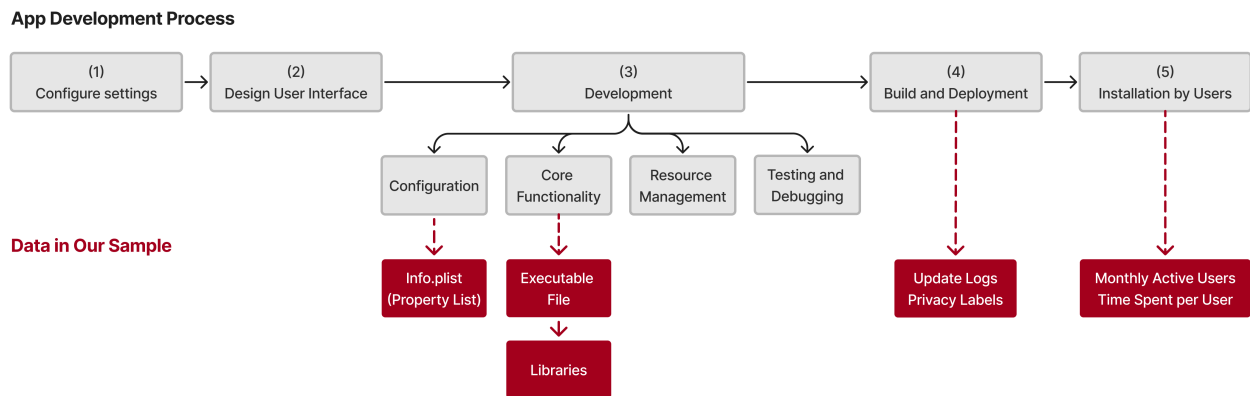 App Development Process
(1)
Configure settings
(2)
Design User Interface
(3)
Development
(4)
Build and Deployment
(5)
Installation by Users
Configuration
Core
Functionality
Resource
Management
Testing and
Debugging
Data in Our Sample
Info.plist
(Property List)
Executable
File
Update Logs
Privacy Labels
Monthly Active Users
Time Spent per User
Libraries